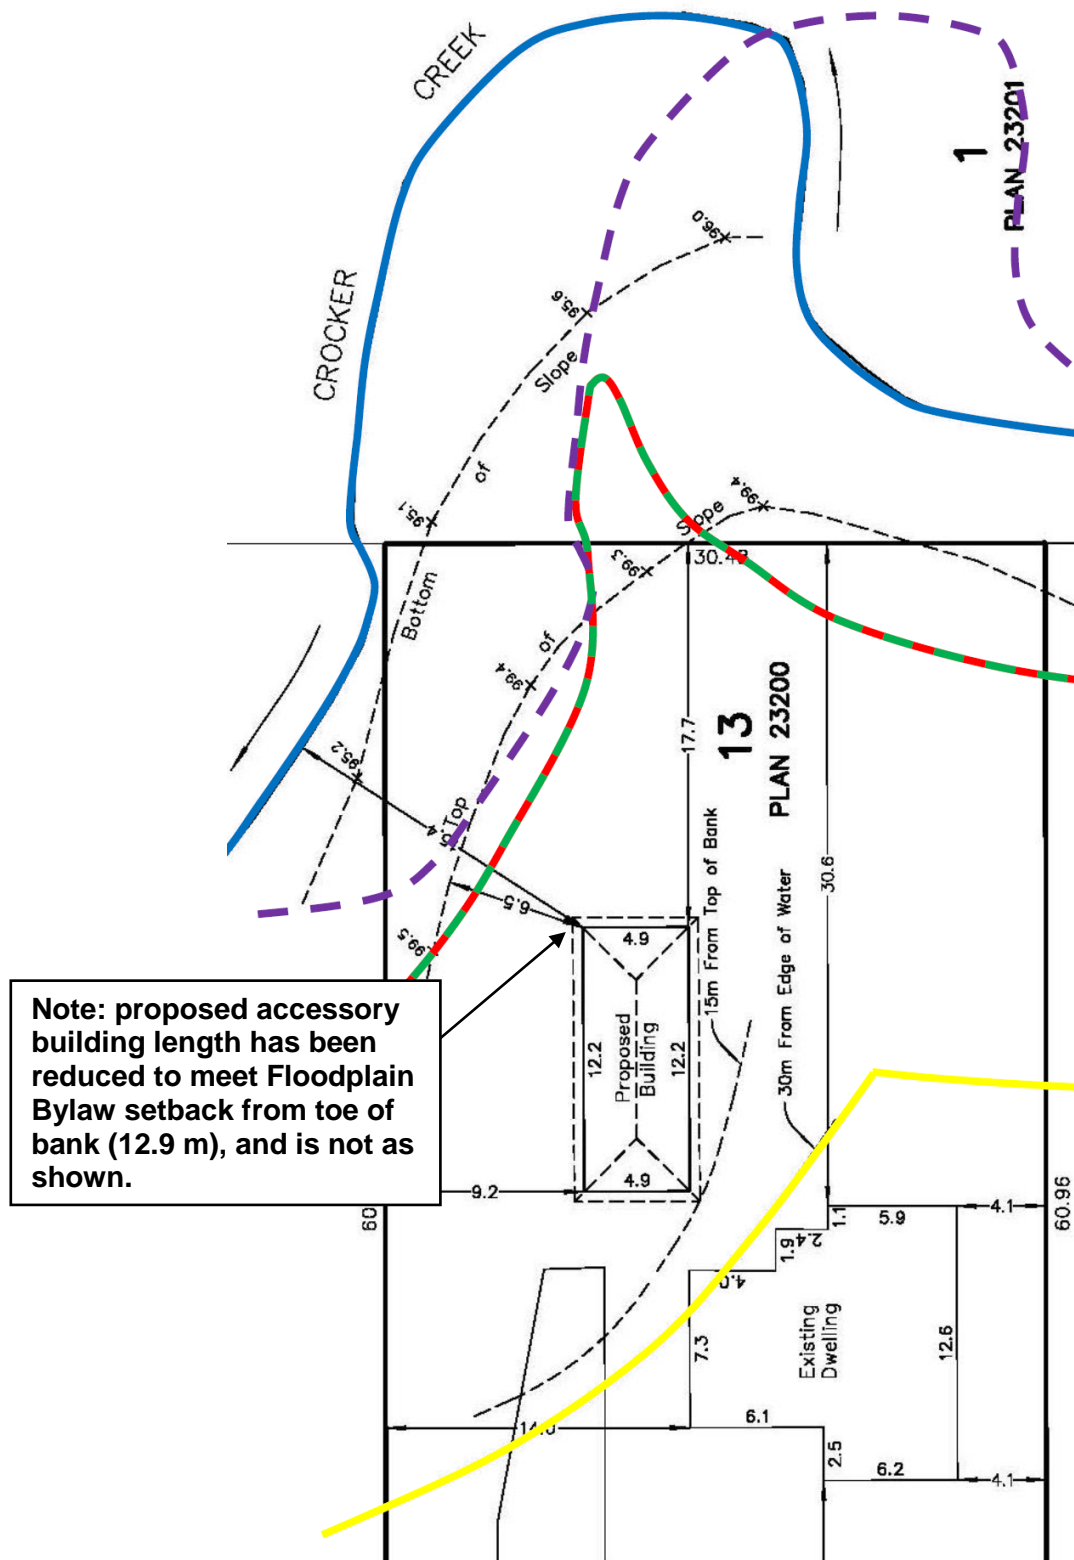 CREEK
CROCKER
1
PLAN 23201
96.0
95.6
Slope
of
95.1
Bottom
99.4
Slope
30.43
99.3
of
99.4
95.2
Top
13
PLAN 23200
17.7
30.6
15m From Top of Bank
30m From Edge of Water
6.5
99.5
4.9
12.2
Proposed
Building
12.2
4.9
Note: proposed accessory
building length has been
reduced to meet Floodplain
Bylaw setback from toe of
bank (12.9 m), and is not as
shown.
9.2
60
60.96
1.1
5.9
4.1
2.4
1.9
4.0
7.3
Existing
Dwelling
12.6
14.0
6.1
2.5
6.2
4.1